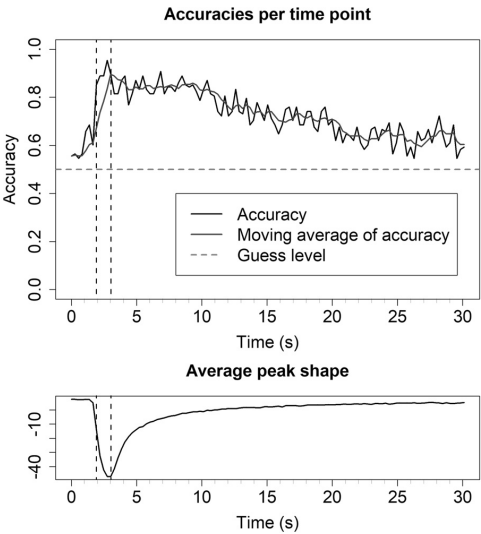 Accuracies per time point
Accuracy
0.0 0.2 0.4 0.6 0.8 1.0
Accuracy
Moving average of accuracy
Guess level
0 5 10 15 20 25 30
Time (s)
Average peak shape
-40 -10
0 5 10 15 20 25 30
Time (s)